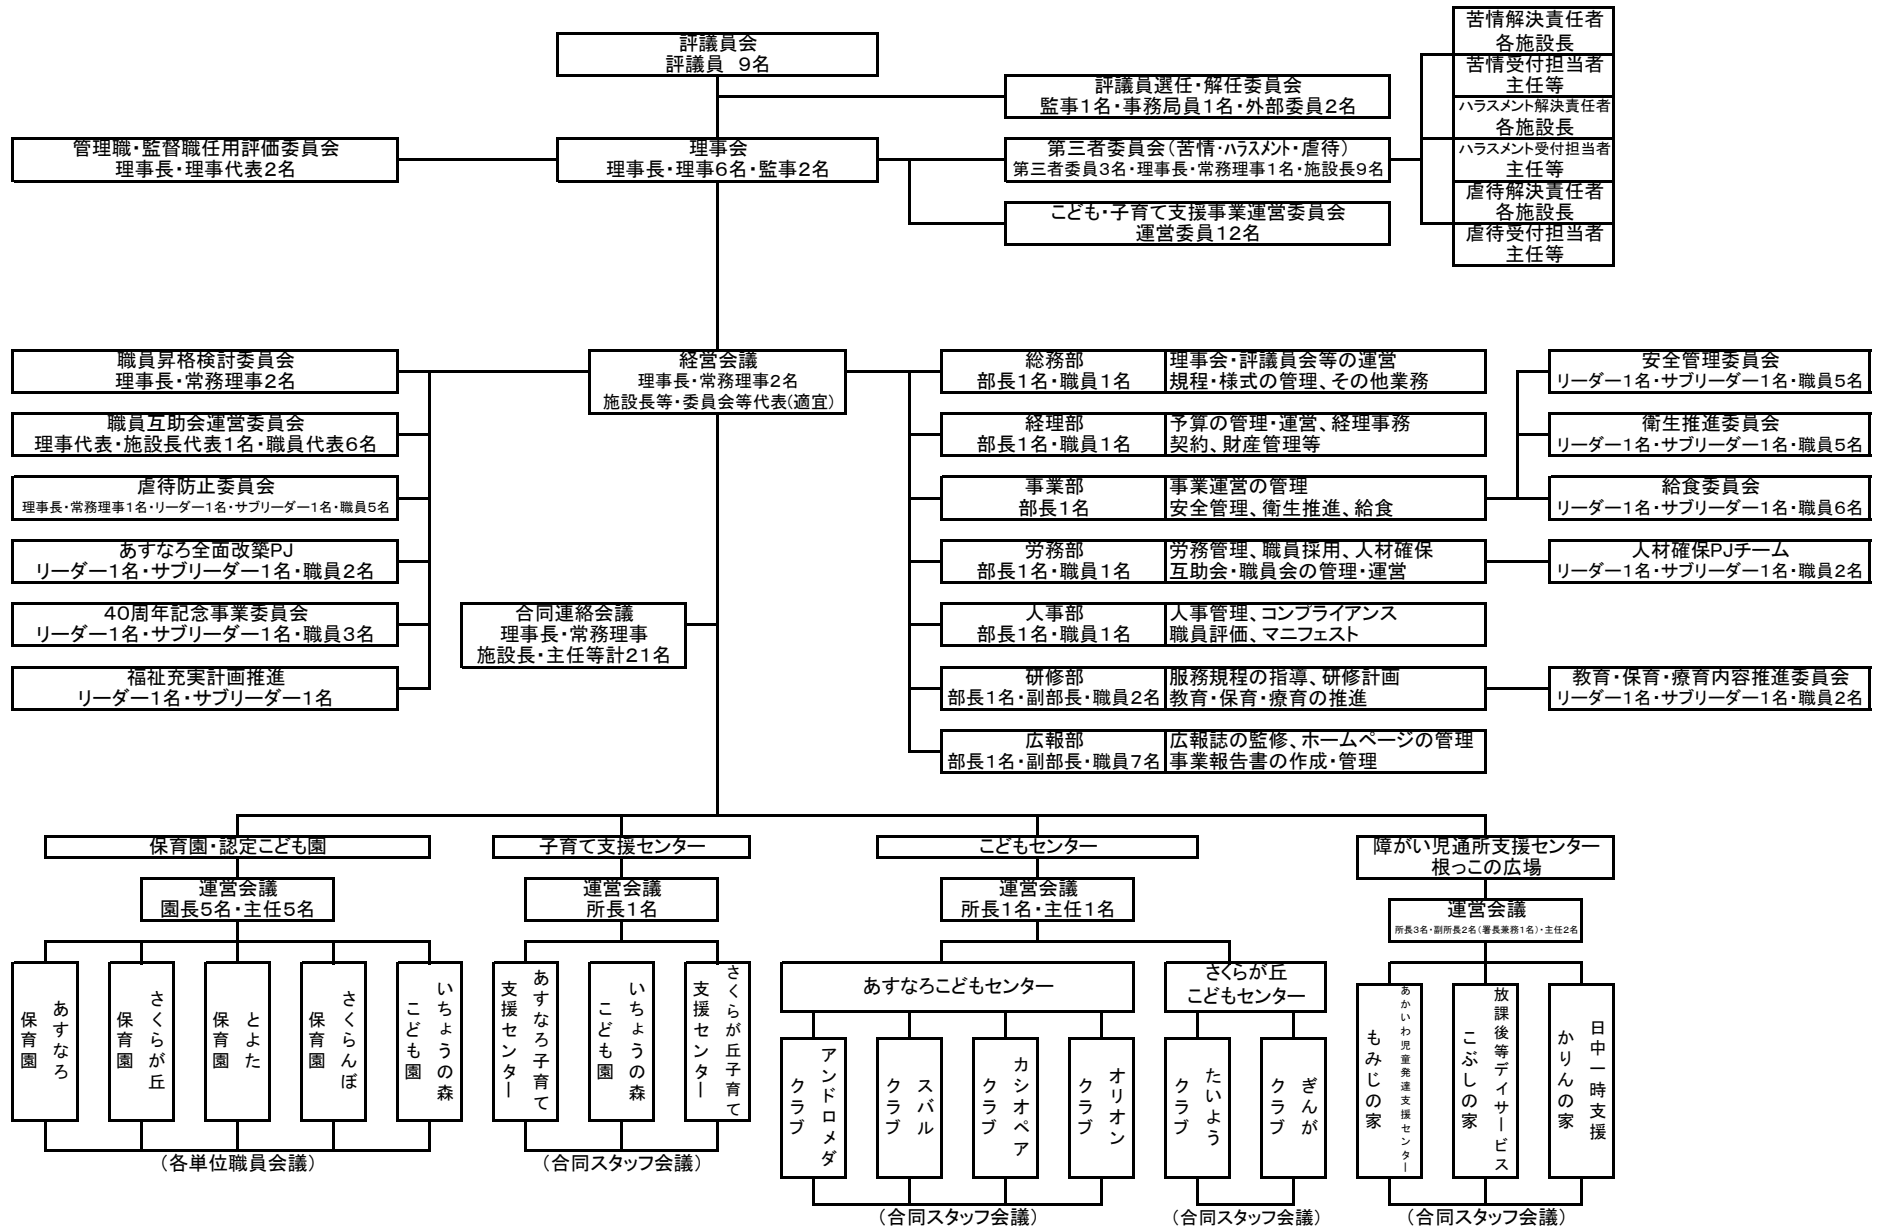 評議員会
評議員　9名
評議員選任・解任委員会
監事1名・事務局員1名・外部委員2名
管理職・監督職任用評価委員会
理事長・理事代表2名
理事会
理事長・理事6名・監事2名
第三者委員会（苦情・ハラスメント・虐待）
第三者委員3名・理事長・常務理事1名・施設長9名
こども・子育て支援事業運営委員会
運営委員12名
苦情解決責任者
各施設長
苦情受付担当者
主任等
ハラスメント解決責任者
各施設長
ハラスメント受付担当者
主任等
虐待解決責任者
各施設長
虐待受付担当者
主任等
職員昇格検討委員会
理事長・常務理事2名
職員互助会運営委員会
理事代表・施設長代表1名・職員代表6名
虐待防止委員会
理事長・常務理事1名・リーダー1名・サブリーダー1名・職員5名
あすなろ全面改築PJ
リーダー1名・サブリーダー1名・職員2名
40周年記念事業委員会
リーダー1名・サブリーダー1名・職員3名
福祉充実計画推進
リーダー1名・サブリーダー1名
経営会議
理事長・常務理事2名
施設長等・委員会等代表(適宜)
合同連絡会議
理事長・常務理事
施設長・主任等計21名
総務部
部長1名・職員1名
理事会・評議員会等の運営
規程・様式の管理、その他業務
経理部
部長1名・職員1名
予算の管理・運営、経理事務
契約、財産管理等
事業部
部長1名
事業運営の管理
安全管理、衛生推進、給食
労務部
部長1名・職員1名
労務管理、職員採用、人材確保
互助会・職員会の管理・運営
人事部
部長1名・職員1名
人事管理、コンプライアンス
職員評価、マニフェスト
研修部
部長1名・副部長・職員2名
服務規程の指導、研修計画
教育・保育・療育の推進
広報部
部長1名・副部長・職員7名
広報誌の監修、ホームページの管理
事業報告書の作成・管理
安全管理委員会
リーダー1名・サブリーダー1名・職員5名
衛生推進委員会
リーダー1名・サブリーダー1名・職員5名
給食委員会
リーダー1名・サブリーダー1名・職員6名
人材確保PJチーム
リーダー1名・サブリーダー1名・職員2名
教育・保育・療育内容推進委員会
リーダー1名・サブリーダー1名・職員2名
保育園・認定こども園
運営会議
園長5名・主任5名
あすなろ
保育園
さくらが丘
保育園
とよた
保育園
さくらんぼ
保育園
いちょうの森
こども園
（各単位職員会議）
子育て支援センター
運営会議
所長1名
あすなろ子育て
支援センター
いちょうの森
こども園
さくらが丘子育て
支援センター
（合同スタッフ会議）
こどもセンター
運営会議
所長1名・主任1名
あすなろこどもセンター
アンドロメダ
クラブ
スバル
クラブ
カシオペア
クラブ
オリオン
クラブ
（合同スタッフ会議）
さくらが丘
こどもセンター
たいよう
クラブ
ぎんが
クラブ
（合同スタッフ会議）
障がい児通所支援センター
根っこの広場
運営会議
所長3名・副所長2名（署長兼務1名）・主任2名
あかいわ児童発達支援センター
もみじの家
放課後等デイサービス
こぶしの家
日中一時支援
かりんの家
（合同スタッフ会議）